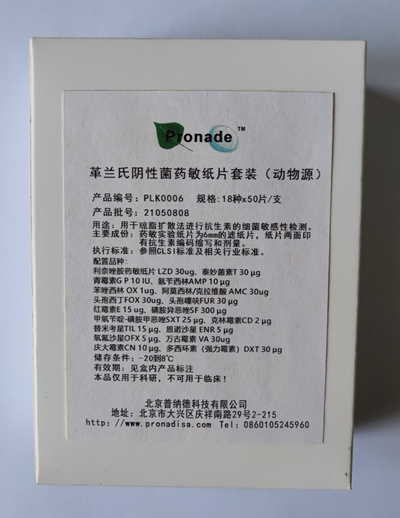 Pronade™
革兰氏阴性菌药敏纸片套装（动物源）
产品编号：PLK0006 规格：18种x50片/支
产品批号：21050808
用途：用于琼脂扩散法进行抗生素的细菌敏感性检测。
主要成份：药敏实验纸片为6mm的滤纸片，纸片两面印
有抗生素编码缩写和剂量。
执行标准：参照CLSI标准及相关行业标准。
配置品种：
利奈唑胺药敏纸片 LZD 30ug、泰妙菌素T 30 µg
青霉素G P 10 IU、氨苄西林AMP 10 µg
苯唑西林 OX 1ug、阿莫西林/克拉维酸 AMC 30ug
头孢西丁FOX 30ug、头孢噻呋FUR 30 µg
红霉素E 15 ug、磺胺异恶唑SF 300 µg
甲氧苄啶-磺胺甲恶唑SXT 25 µg、克林霉素CD 2 µg
替米考星TIL 15 µg、恩诺沙星 ENR 5 µg
氧氟沙星OFX 5 µg、万古霉素 VA 30ug
庆大霉素CN 10 µg、多西环素（强力霉素）DXT 30 µg
储存条件：-20到8℃
有效期：见盒内产品标注
本品仅用于科研，不可用于临床！
北京普纳德科技有限公司
地址：北京市大兴区庆祥南路29号2-215
http://www.pronadisa.com Tel：0860105245960